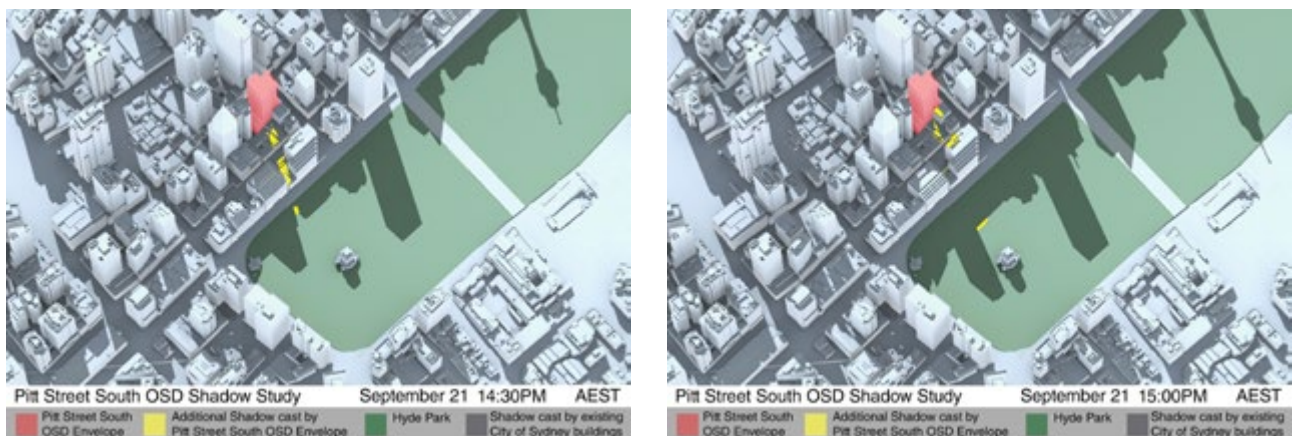 Pitt Street South OSD Shadow Study September 21 14:30PM AEST
Pitt Street South OSD Envelope
Additional Shadow cast by Pitt Street South OSD Envelope
Hyde Park
Shadow cast by existing City of Sydney buildings
Pitt Street South OSD Shadow Study September 21 15:00PM AEST
Pitt Street South OSD Envelope
Additional Shadow cast by Pitt Street South OSD Envelope
Hyde Park
Shadow cast by existing City of Sydney buildings